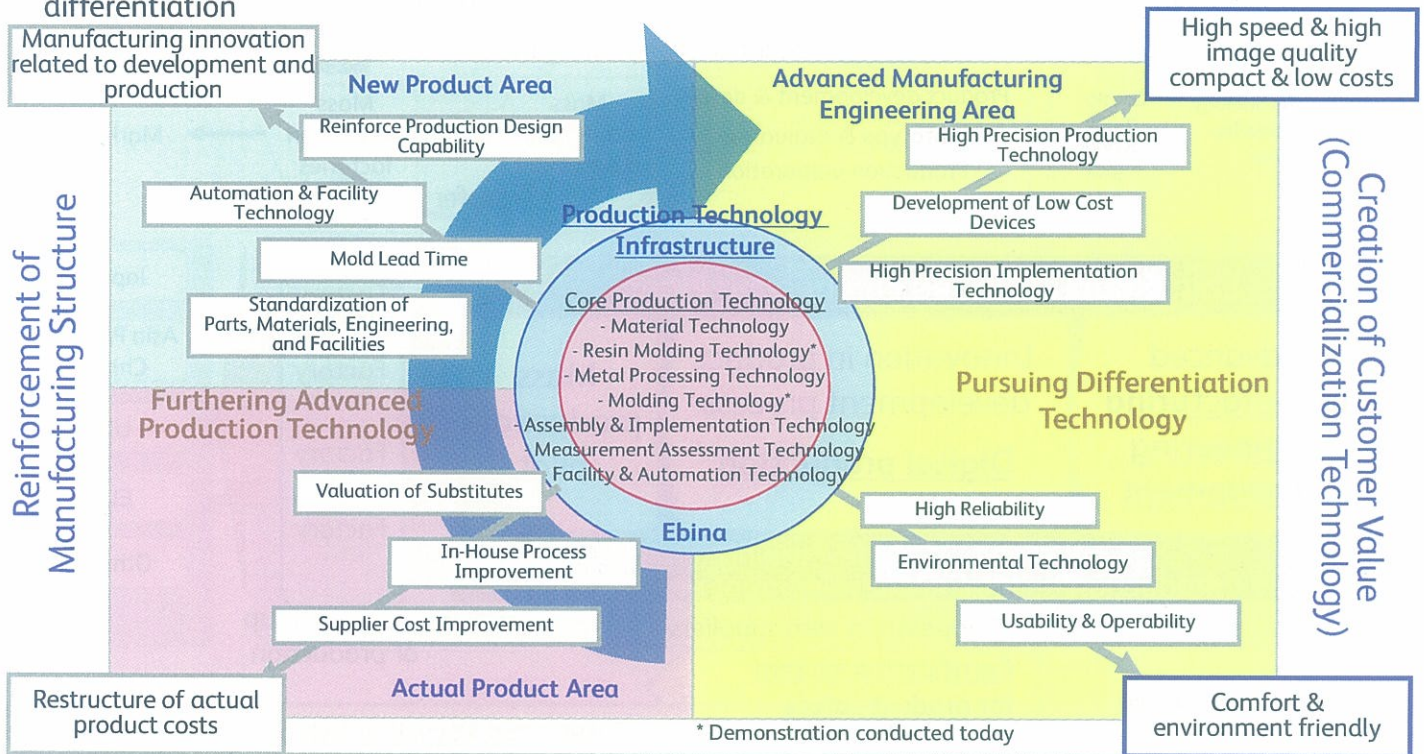 differentiation
Manufacturing innovation
related to development and
production
New Product Area
Reinforce Production Design
Capability
Automation & Facility
Technology
Mold Lead Time
Standardization of
Parts, Materials, Engineering,
and Facilities
Furthering Advanced
Production Technology
Reinforcement of
Manufacturing Structure
Valuation of Substitutes
In-House Process
Improvement
Supplier Cost Improvement
Actual Product Area
Restructure of actual
product costs
Production Technology
Infrastructure
Core Production Technology
- Material Technology
- Resin Molding Technology*
- Metal Processing Technology
- Molding Technology*
- Assembly & Implementation Technology
- Measurement Assessment Technology
- Facility & Automation Technology
Ebina
Advanced Manufacturing
Engineering Area
High speed & high
image quality
compact & low costs
High Precision Production
Technology
Development of Low Cost
Devices
High Precision Implementation
Technology
Pursuing Differentiation
Technology
Creation of Customer Value
(Commercialization Technology)
High Reliability
Environmental Technology
Usability & Operability
Comfort &
environment friendly
* Demonstration conducted today